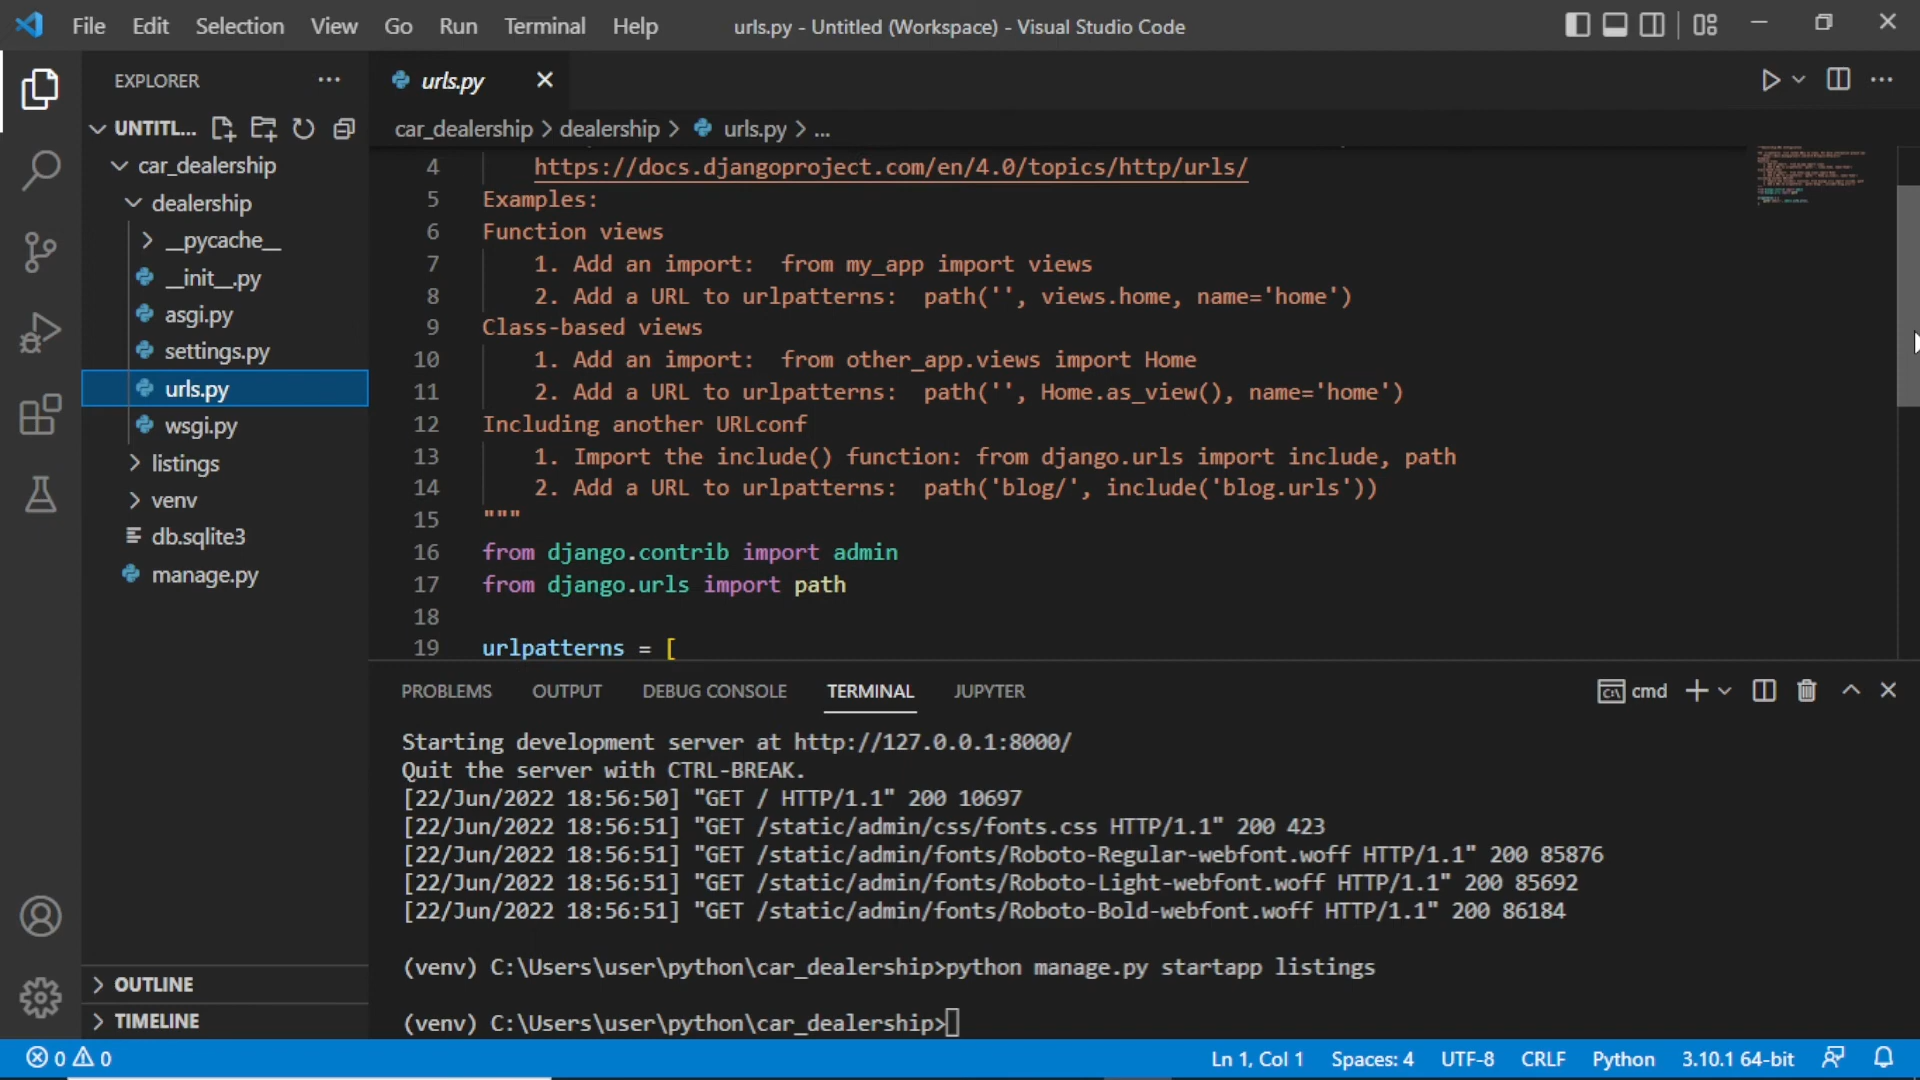 File Edit Selection View Go Run Terminal Help
urls.py - Untitled (Workspace) - Visual Studio Code
EXPLORER
UNTITL...
car_dealership
dealership
__pycache__
__init__.py
asgi.py
settings.py
urls.py
wsgi.py
listings
venv
db.sqlite3
manage.py
OUTLINE
TIMELINE
urls.py
car_dealership > dealership > urls.py > ...
4 https://docs.djangoproject.com/en/4.0/topics/http/urls/
5 Examples:
6 Function views
7 1. Add an import:  from my_app import views
8 2. Add a URL to urlpatterns:  path('', views.home, name='home')
9 Class-based views
10 1. Add an import:  from other_app.views import Home
11 2. Add a URL to urlpatterns:  path('', Home.as_view(), name='home')
12 Including another URLconf
13 1. Import the include() function: from django.urls import include, path
14 2. Add a URL to urlpatterns:  path('blog/', include('blog.urls'))
15 """
16 from django.contrib import admin
17 from django.urls import path
18
19 urlpatterns = [
PROBLEMS OUTPUT DEBUG CONSOLE TERMINAL JUPYTER
cmd
Starting development server at http://127.0.0.1:8000/
Quit the server with CTRL-BREAK.
[22/Jun/2022 18:56:50] "GET / HTTP/1.1" 200 10697
[22/Jun/2022 18:56:51] "GET /static/admin/css/fonts.css HTTP/1.1" 200 423
[22/Jun/2022 18:56:51] "GET /static/admin/fonts/Roboto-Regular-webfont.woff HTTP/1.1" 200 85876
[22/Jun/2022 18:56:51] "GET /static/admin/fonts/Roboto-Light-webfont.woff HTTP/1.1" 200 85692
[22/Jun/2022 18:56:51] "GET /static/admin/fonts/Roboto-Bold-webfont.woff HTTP/1.1" 200 86184
(venv) C:\Users\user\python\car_dealership>python manage.py startapp listings
(venv) C:\Users\user\python\car_dealership>
0 0
Ln 1, Col 1 Spaces: 4 UTF-8 CRLF Python 3.10.1 64-bit